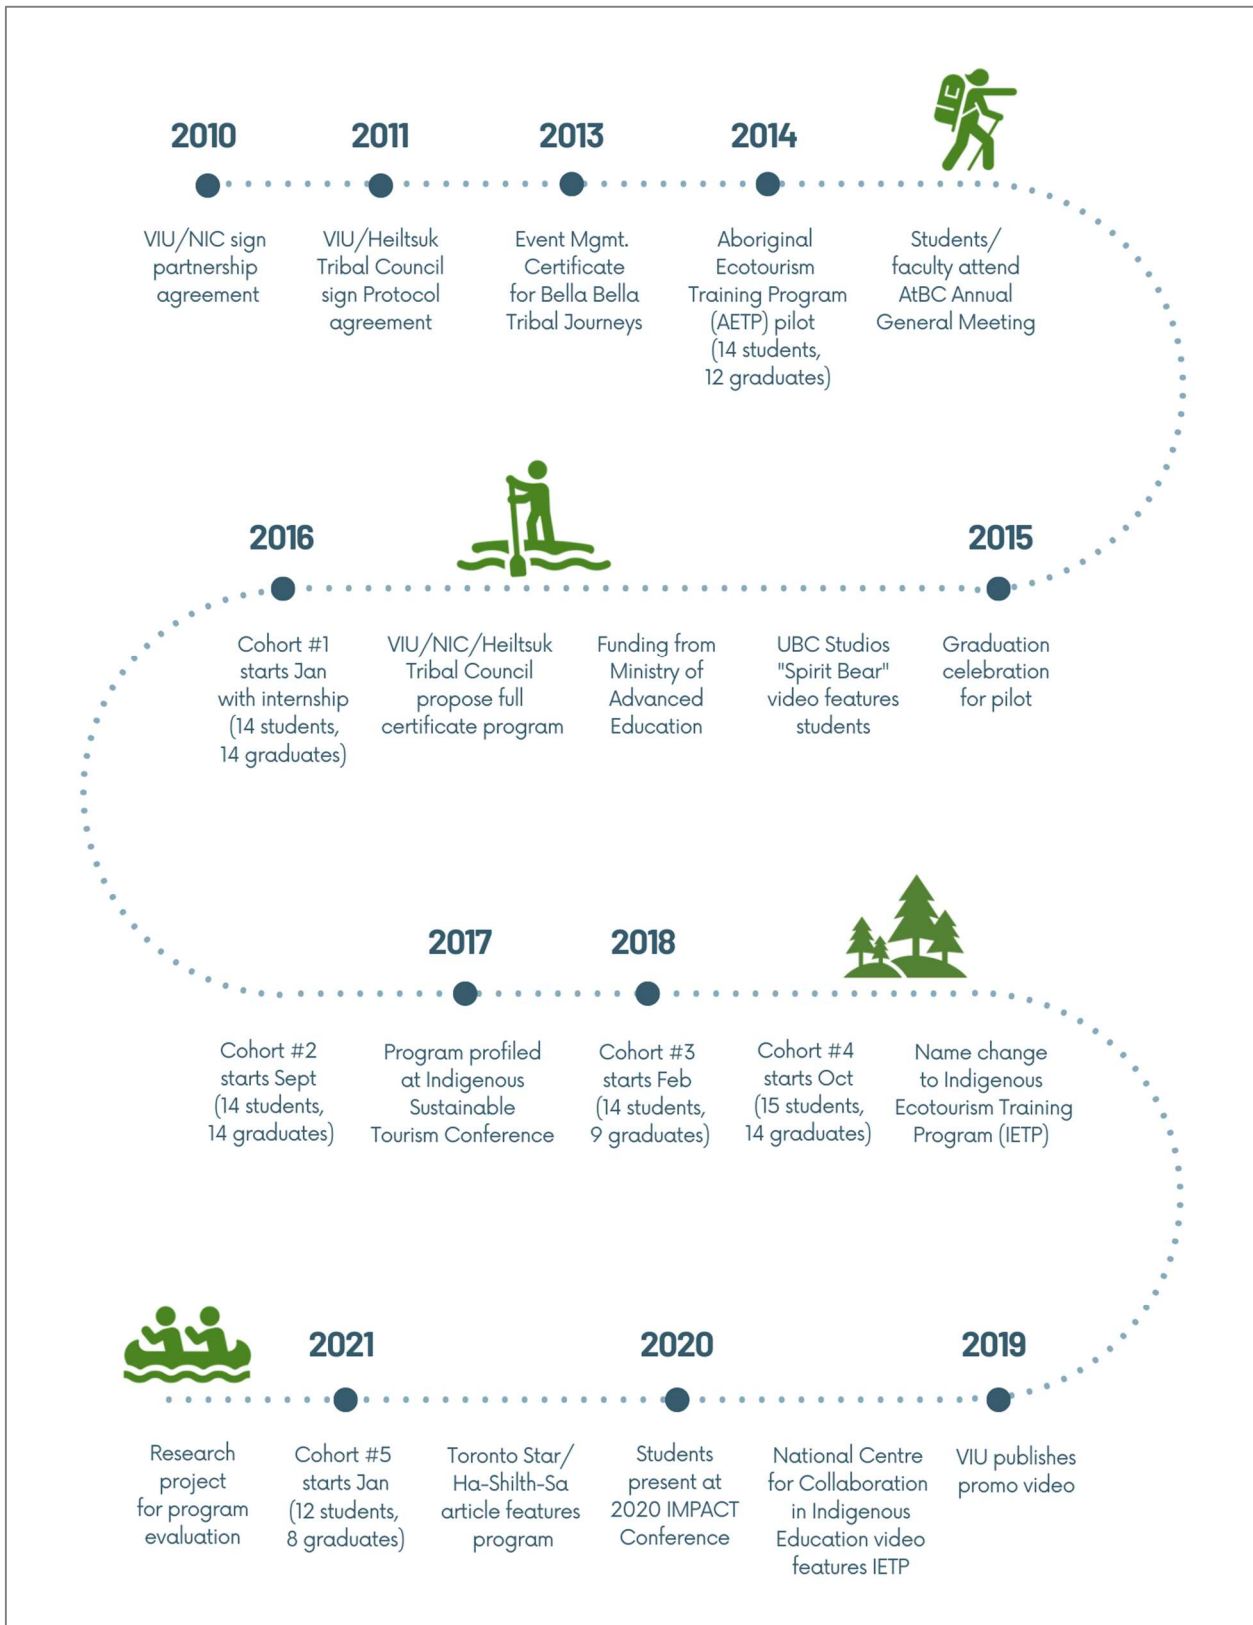 2010
VIU/NIC sign
partnership
agreement
2011
VIU/Heiltsuk
Tribal Council
sign Protocol
agreement
2013
Event Mgmt.
Certificate
for Bella Bella
Tribal Journeys
2014
Aboriginal
Ecotourism
Training Program
(AETP) pilot
(14 students,
12 graduates)
Students/
faculty attend
AtBC Annual
General Meeting
2015
Graduation
celebration
for pilot
UBC Studios
"Spirit Bear"
video features
students
Funding from
Ministry of
Advanced
Education
VIU/NIC/Heiltsuk
Tribal Council
propose full
certificate program
2016
Cohort #1
starts Jan
with internship
(14 students,
14 graduates)
Cohort #2
starts Sept
(14 students,
14 graduates)
2017
Program profiled
at Indigenous
Sustainable
Tourism Conference
2018
Cohort #3
starts Feb
(14 students,
9 graduates)
Cohort #4
starts Oct
(15 students,
14 graduates)
Name change
to Indigenous
Ecotourism Training
Program (IETP)
2019
VIU publishes
promo video
National Centre
for Collaboration
in Indigenous
Education video
features IETP
2020
Students
present at
2020 IMPACT
Conference
Toronto Star/
Ha-Shilth-Sa
article features
program
2021
Cohort #5
starts Jan
(12 students,
8 graduates)
Research
project
for program
evaluation